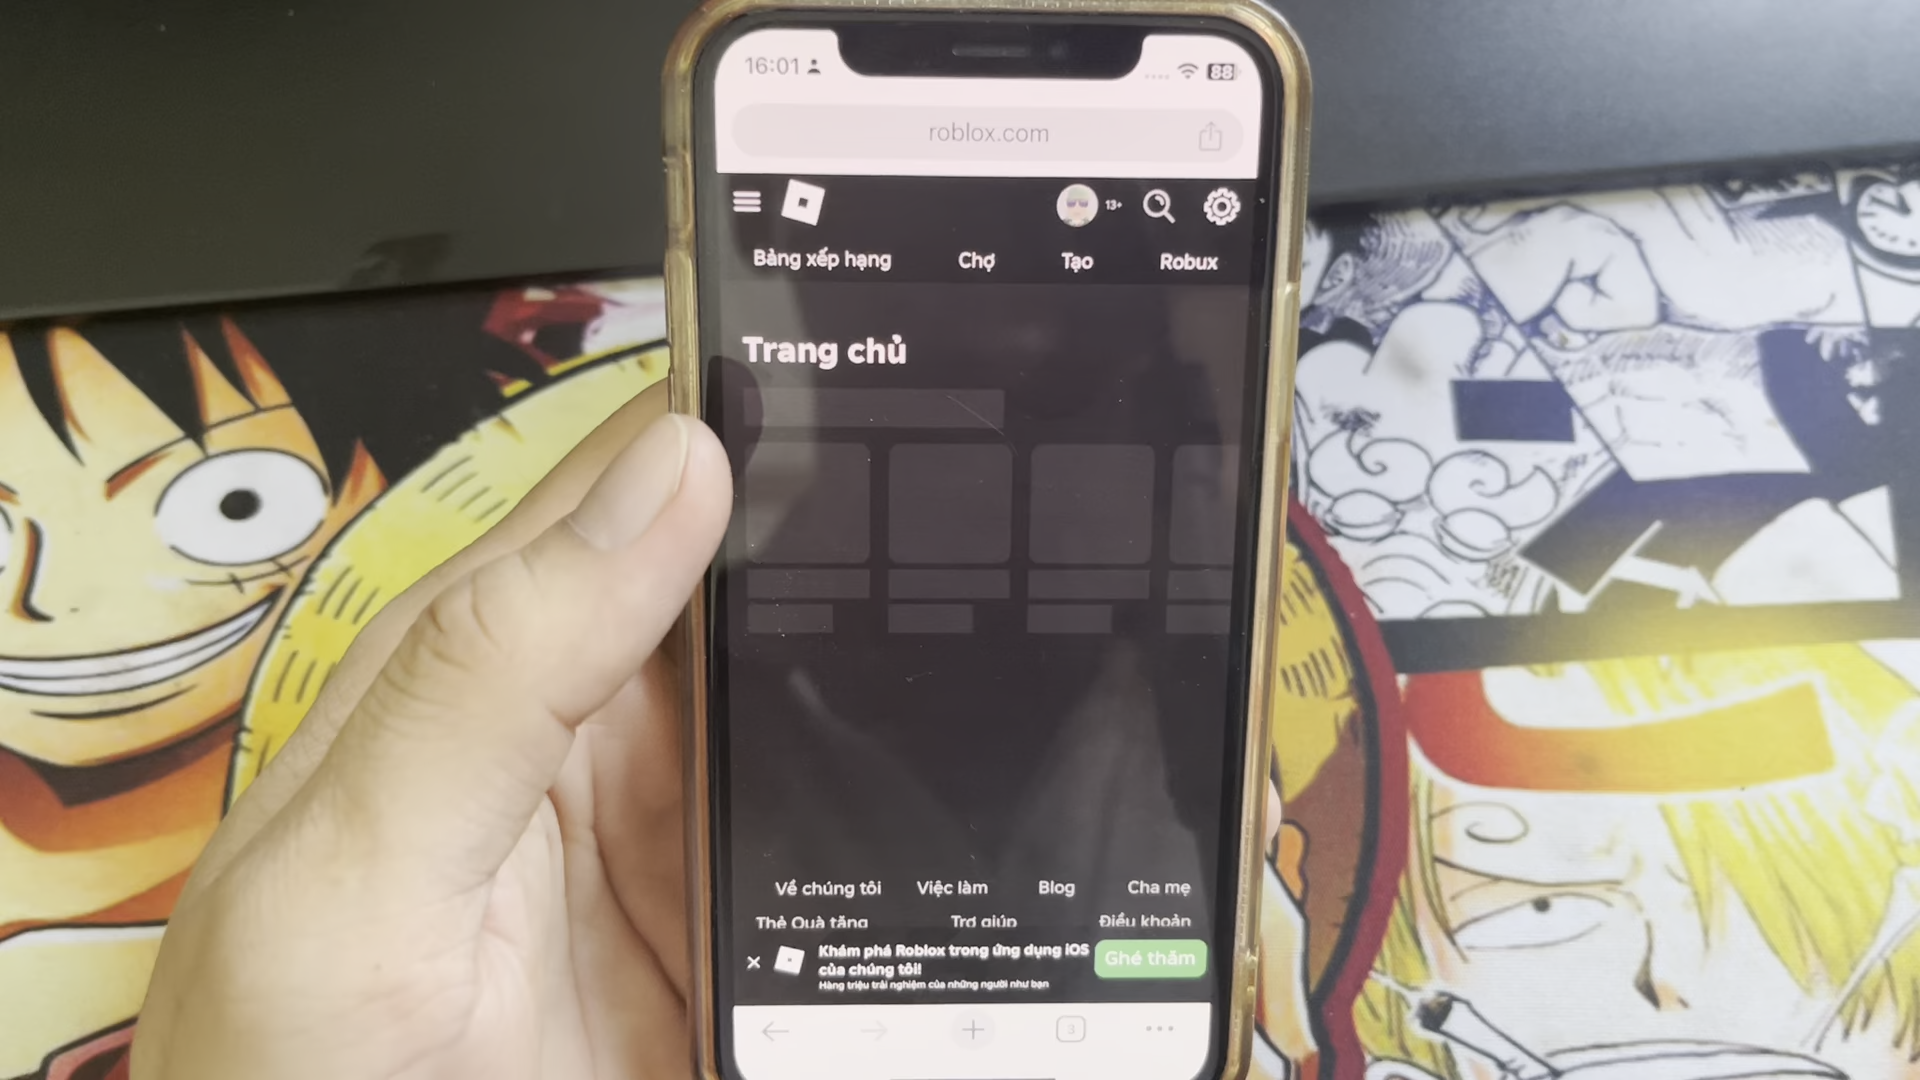 16:01
88
roblox.com
13+
Bảng xếp hạng Chợ Tạo Robux
Trang chủ
Về chúng tôi Việc làm Blog Cha mẹ
Thẻ Quà tặng Trợ giúp Điều khoản
Khám phá Roblox trong ứng dụng iOS
của chúng tôi!
Hàng triệu trải nghiệm của những người như bạn
Ghé thăm
3